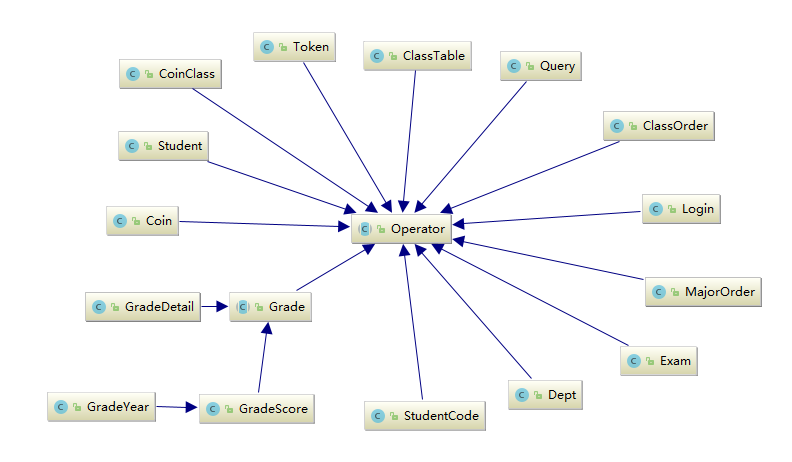 Token
ClassTable
CoinClass
Query
ClassOrder
Student
Login
Coin
Operator
MajorOrder
GradeDetail
Grade
Exam
Dept
GradeYear
GradeScore
StudentCode